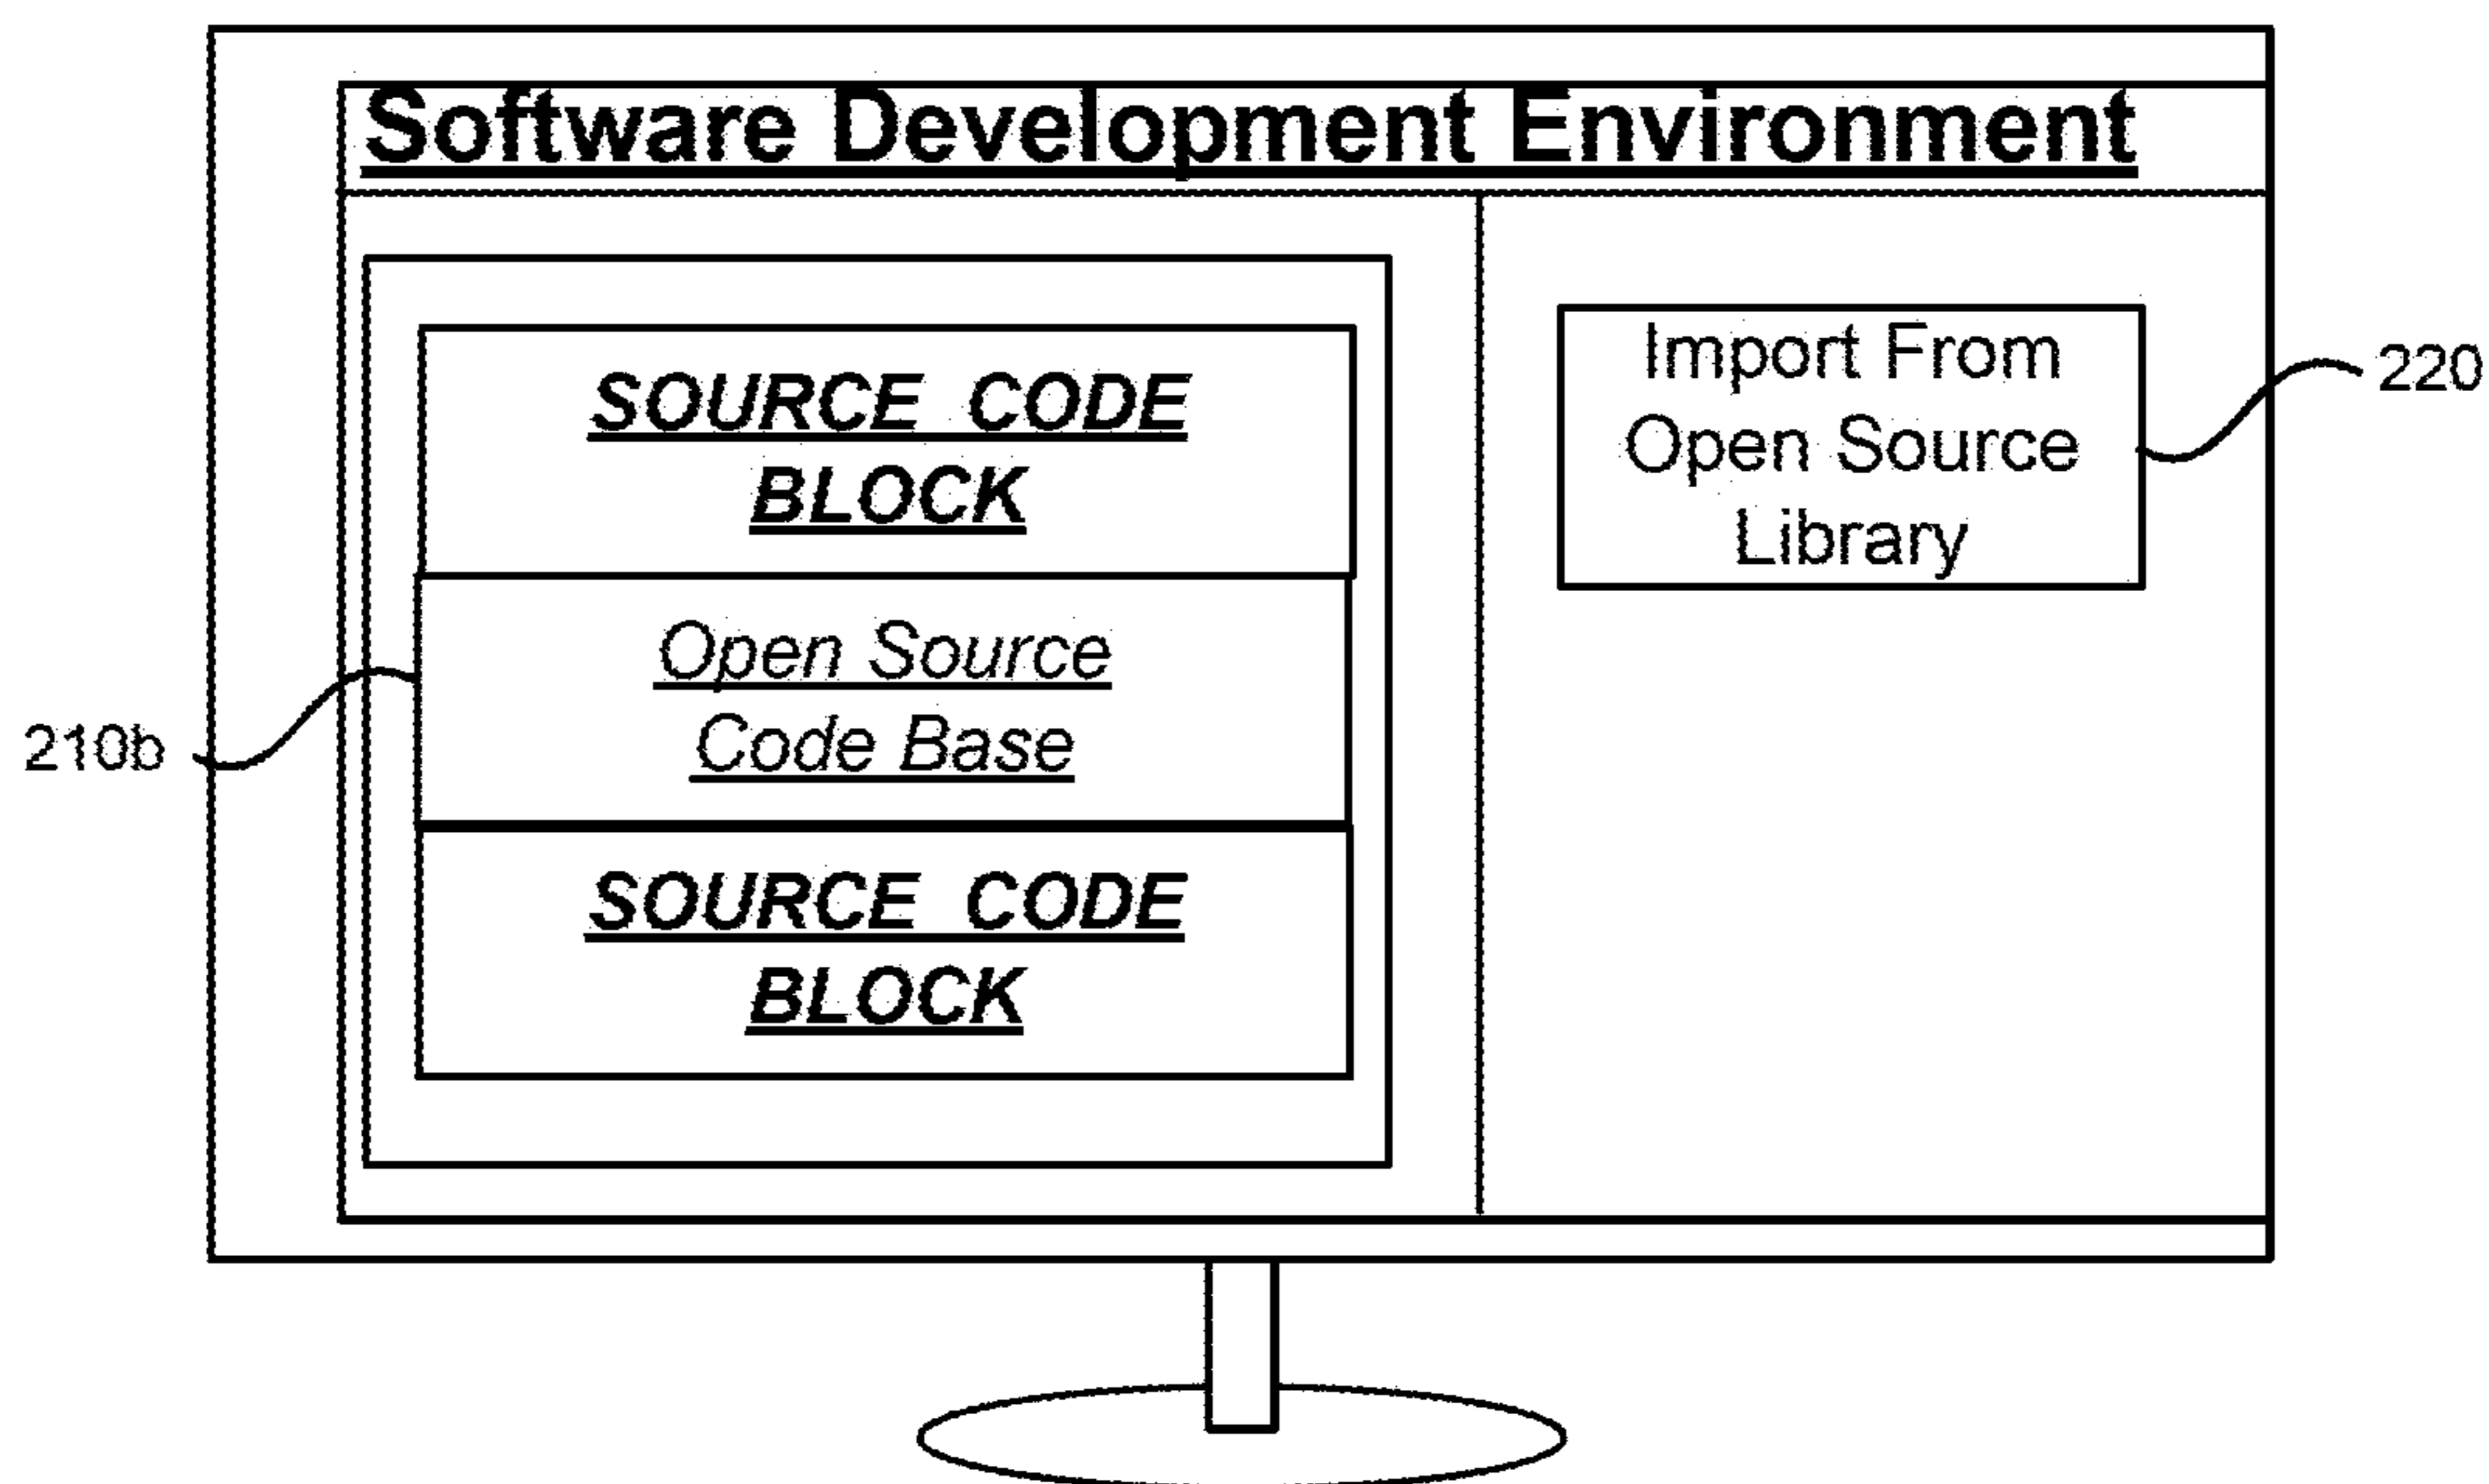 Software Development Environment
SOURCE CODE
BLOCK
Open Source
Code Base
SOURCE CODE
BLOCK
210b
Import From
Open Source
Library
220